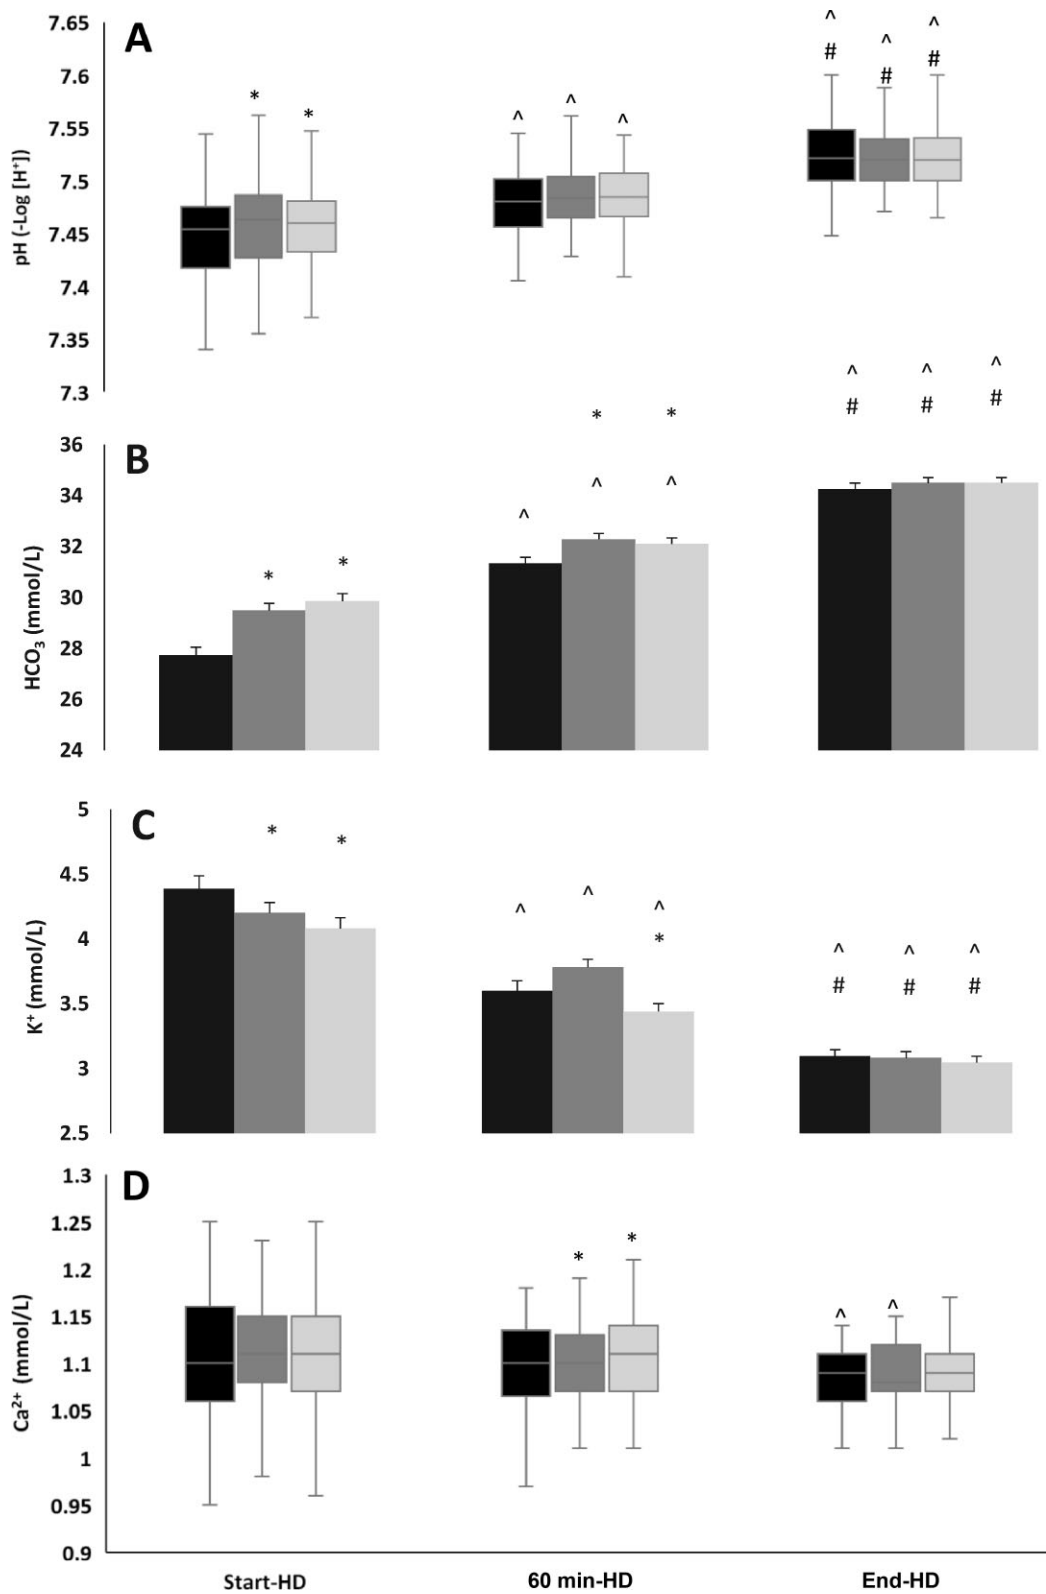 A
pH (-Log [H⁺])
7.65
7.6
7.55
7.5
7.45
7.4
7.35
7.3
* *
^ ^ ^
^ ^ ^
# # #
B
HCO₃ (mmol/L)
36
34
32
30
28
26
24
* *
* *
^ ^ ^
^ ^ ^
# # #
C
K⁺ (mmol/L)
5
4.5
4
3.5
3
2.5
* *
^ ^ ^
*
^ ^ ^
# # #
D
Ca²⁺ (mmol/L)
1.3
1.25
1.2
1.15
1.1
1.05
1
0.95
0.9
* *
^ ^
Start-HD 60 min-HD End-HD